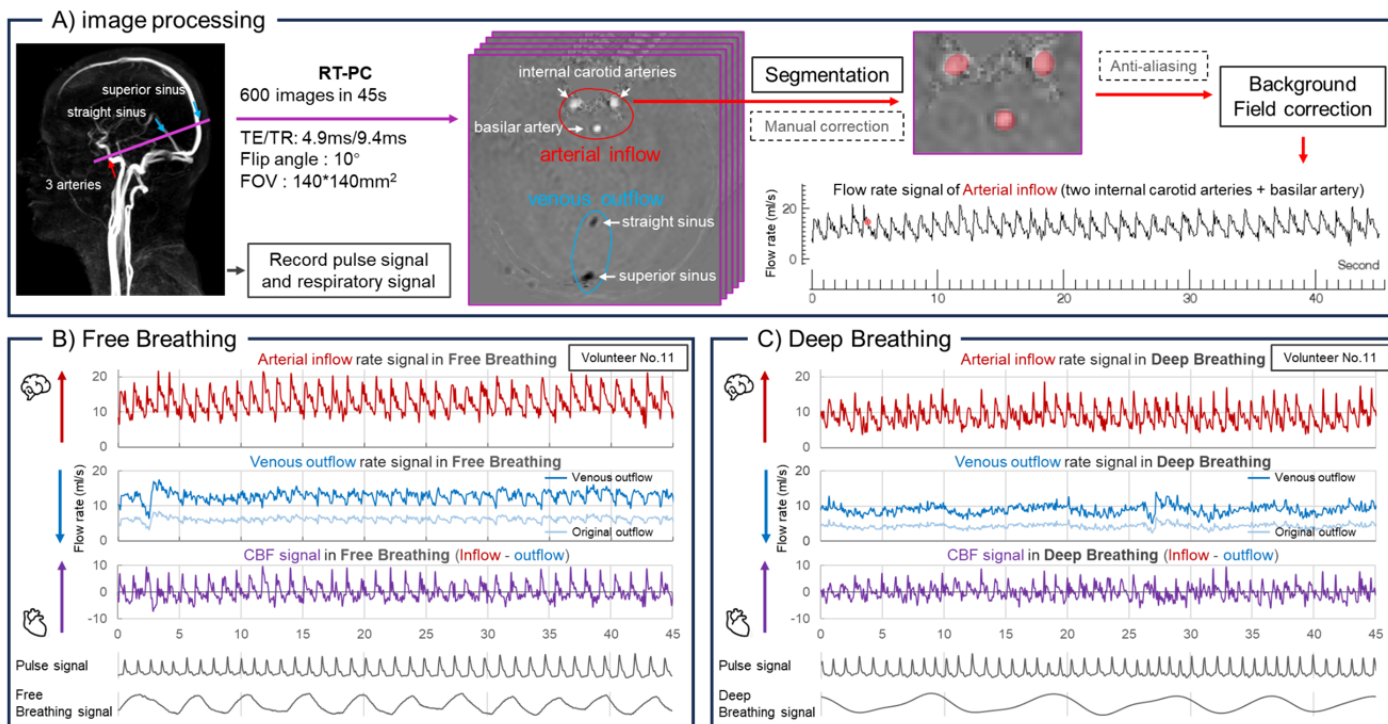 A) image processing
superior sinus
straight sinus
3 arteries
RT-PC
600 images in 45s
TE/TR: 4.9ms/9.4ms
Flip angle : 10°
FOV : 140*140mm²
Record pulse signal
and respiratory signal
internal carotid arteries
basilar artery
arterial inflow
venous outflow
straight sinus
superior sinus
Segmentation
Manual correction
Anti-aliasing
Background
Field correction
Flow rate signal of Arterial inflow (two internal carotid arteries + basilar artery)
Flow rate (ml/s)
20
0
Second
0 10 20 30 40
B) Free Breathing
Volunteer No.11
Arterial inflow rate signal in Free Breathing
20
10
0
Venous outflow rate signal in Free Breathing
Flow rate (ml/s)
20
10
0
Venous outflow
Original outflow
CBF signal in Free Breathing (Inflow - outflow)
10
0
-10
0 5 10 15 20 25 30 35 40 45
Pulse signal
Free
Breathing signal
C) Deep Breathing
Volunteer No.11
Arterial inflow rate signal in Deep Breathing
20
10
0
Venous outflow rate signal in Deep Breathing
Flow rate (ml/s)
20
10
0
Venous outflow
Original outflow
CBF signal in Deep Breathing (Inflow - outflow)
10
0
-10
0 5 10 15 20 25 30 35 40 45
Pulse signal
Deep
Breathing signal